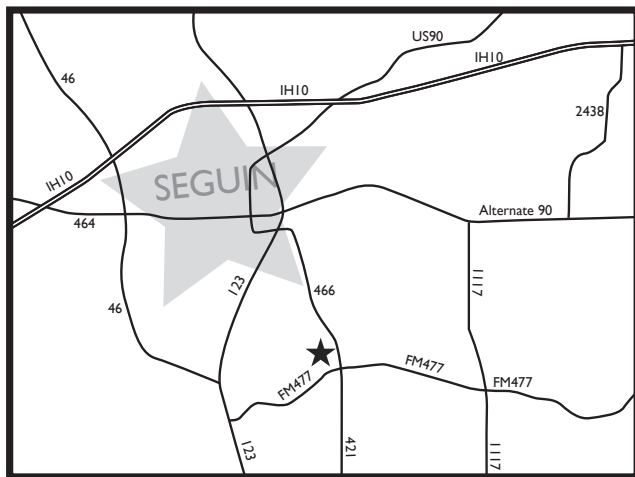 US90
IH10
46
IH10
2438
SEGUIN
IH10
464
Alternate 90
123
466
1117
46
FM477
FM477
FM477
123
421
1117